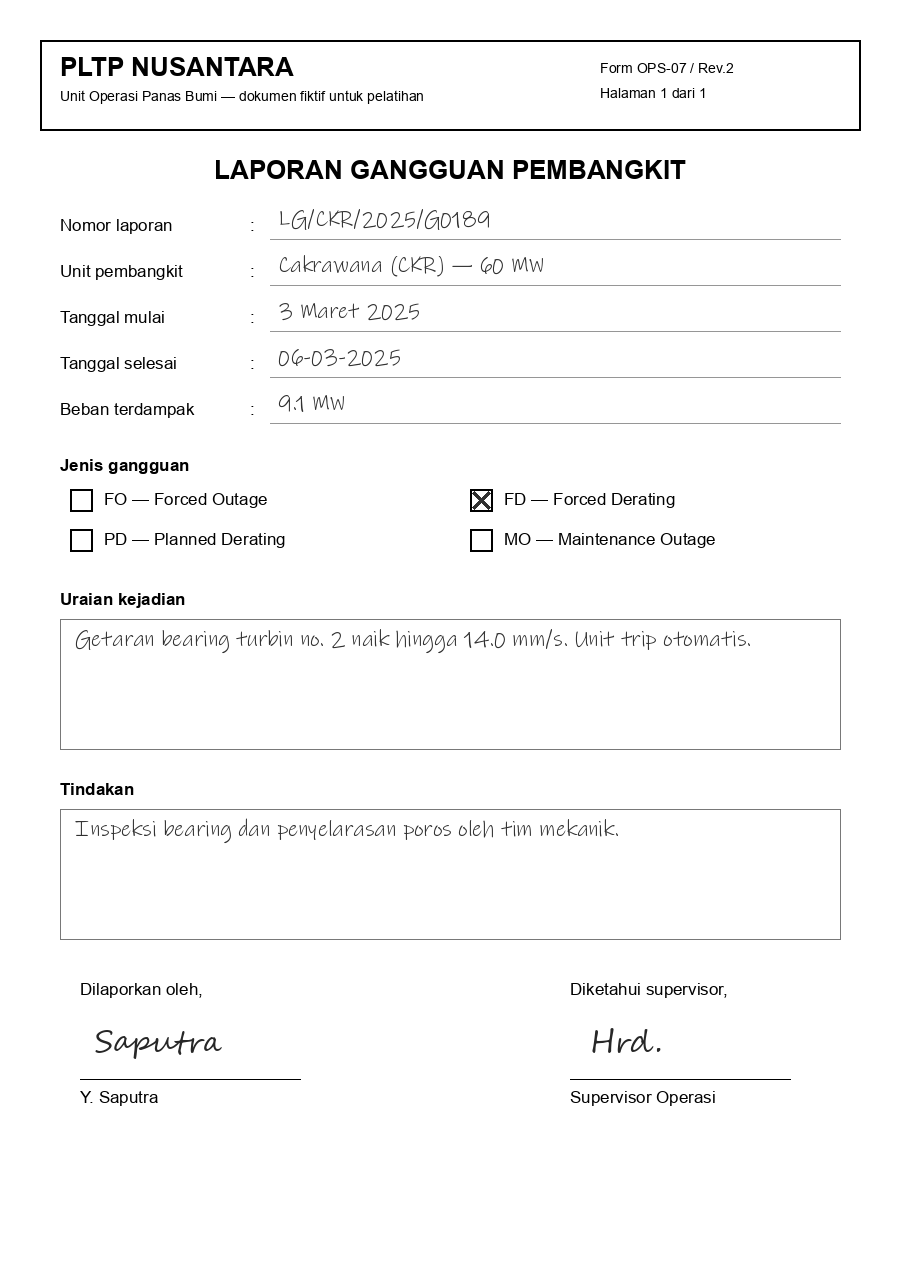 PLTP NUSANTARA
Unit Operasi Panas Bumi — dokumen fiktif untuk pelatihan
Form OPS-07 / Rev.2
Halaman 1 dari 1
LAPORAN GANGGUAN PEMBANGKIT
Nomor laporan : LG/CKR/2025/G0189
Unit pembangkit : Cakrawana (CKR) — 60 MW
Tanggal mulai : 3 Maret 2025
Tanggal selesai : 06-03-2025
Beban terdampak : 9.1 MW
Jenis gangguan
FO — Forced Outage
FD — Forced Derating
PD — Planned Derating
MO — Maintenance Outage
Uraian kejadian
Getaran bearing turbin no. 2 naik hingga 14.0 mm/s. Unit trip otomatis.
Tindakan
Inspeksi bearing dan penyelarasan poros oleh tim mekanik.
Dilaporkan oleh,
Diketahui supervisor,
Saputra
Hrd.
Y. Saputra
Supervisor Operasi